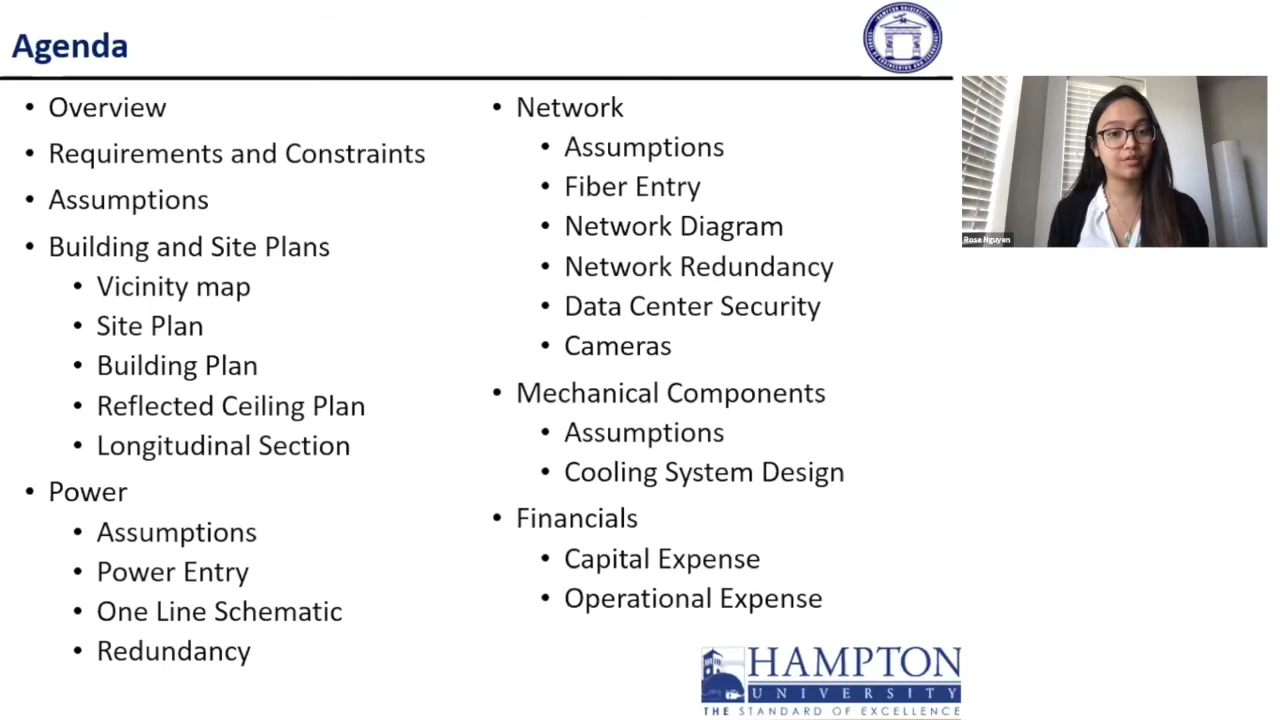 Agenda
Overview
Requirements and Constraints
Assumptions
Building and Site Plans
Vicinity map
Site Plan
Building Plan
Reflected Ceiling Plan
Longitudinal Section
Power
Assumptions
Power Entry
One Line Schematic
Redundancy
Network
Assumptions
Fiber Entry
Network Diagram
Network Redundancy
Data Center Security
Cameras
Mechanical Components
Assumptions
Cooling System Design
Financials
Capital Expense
Operational Expense
HAMPTON
UNIVERSITY
THE STANDARD OF EXCELLENCE
Rose Nguyen